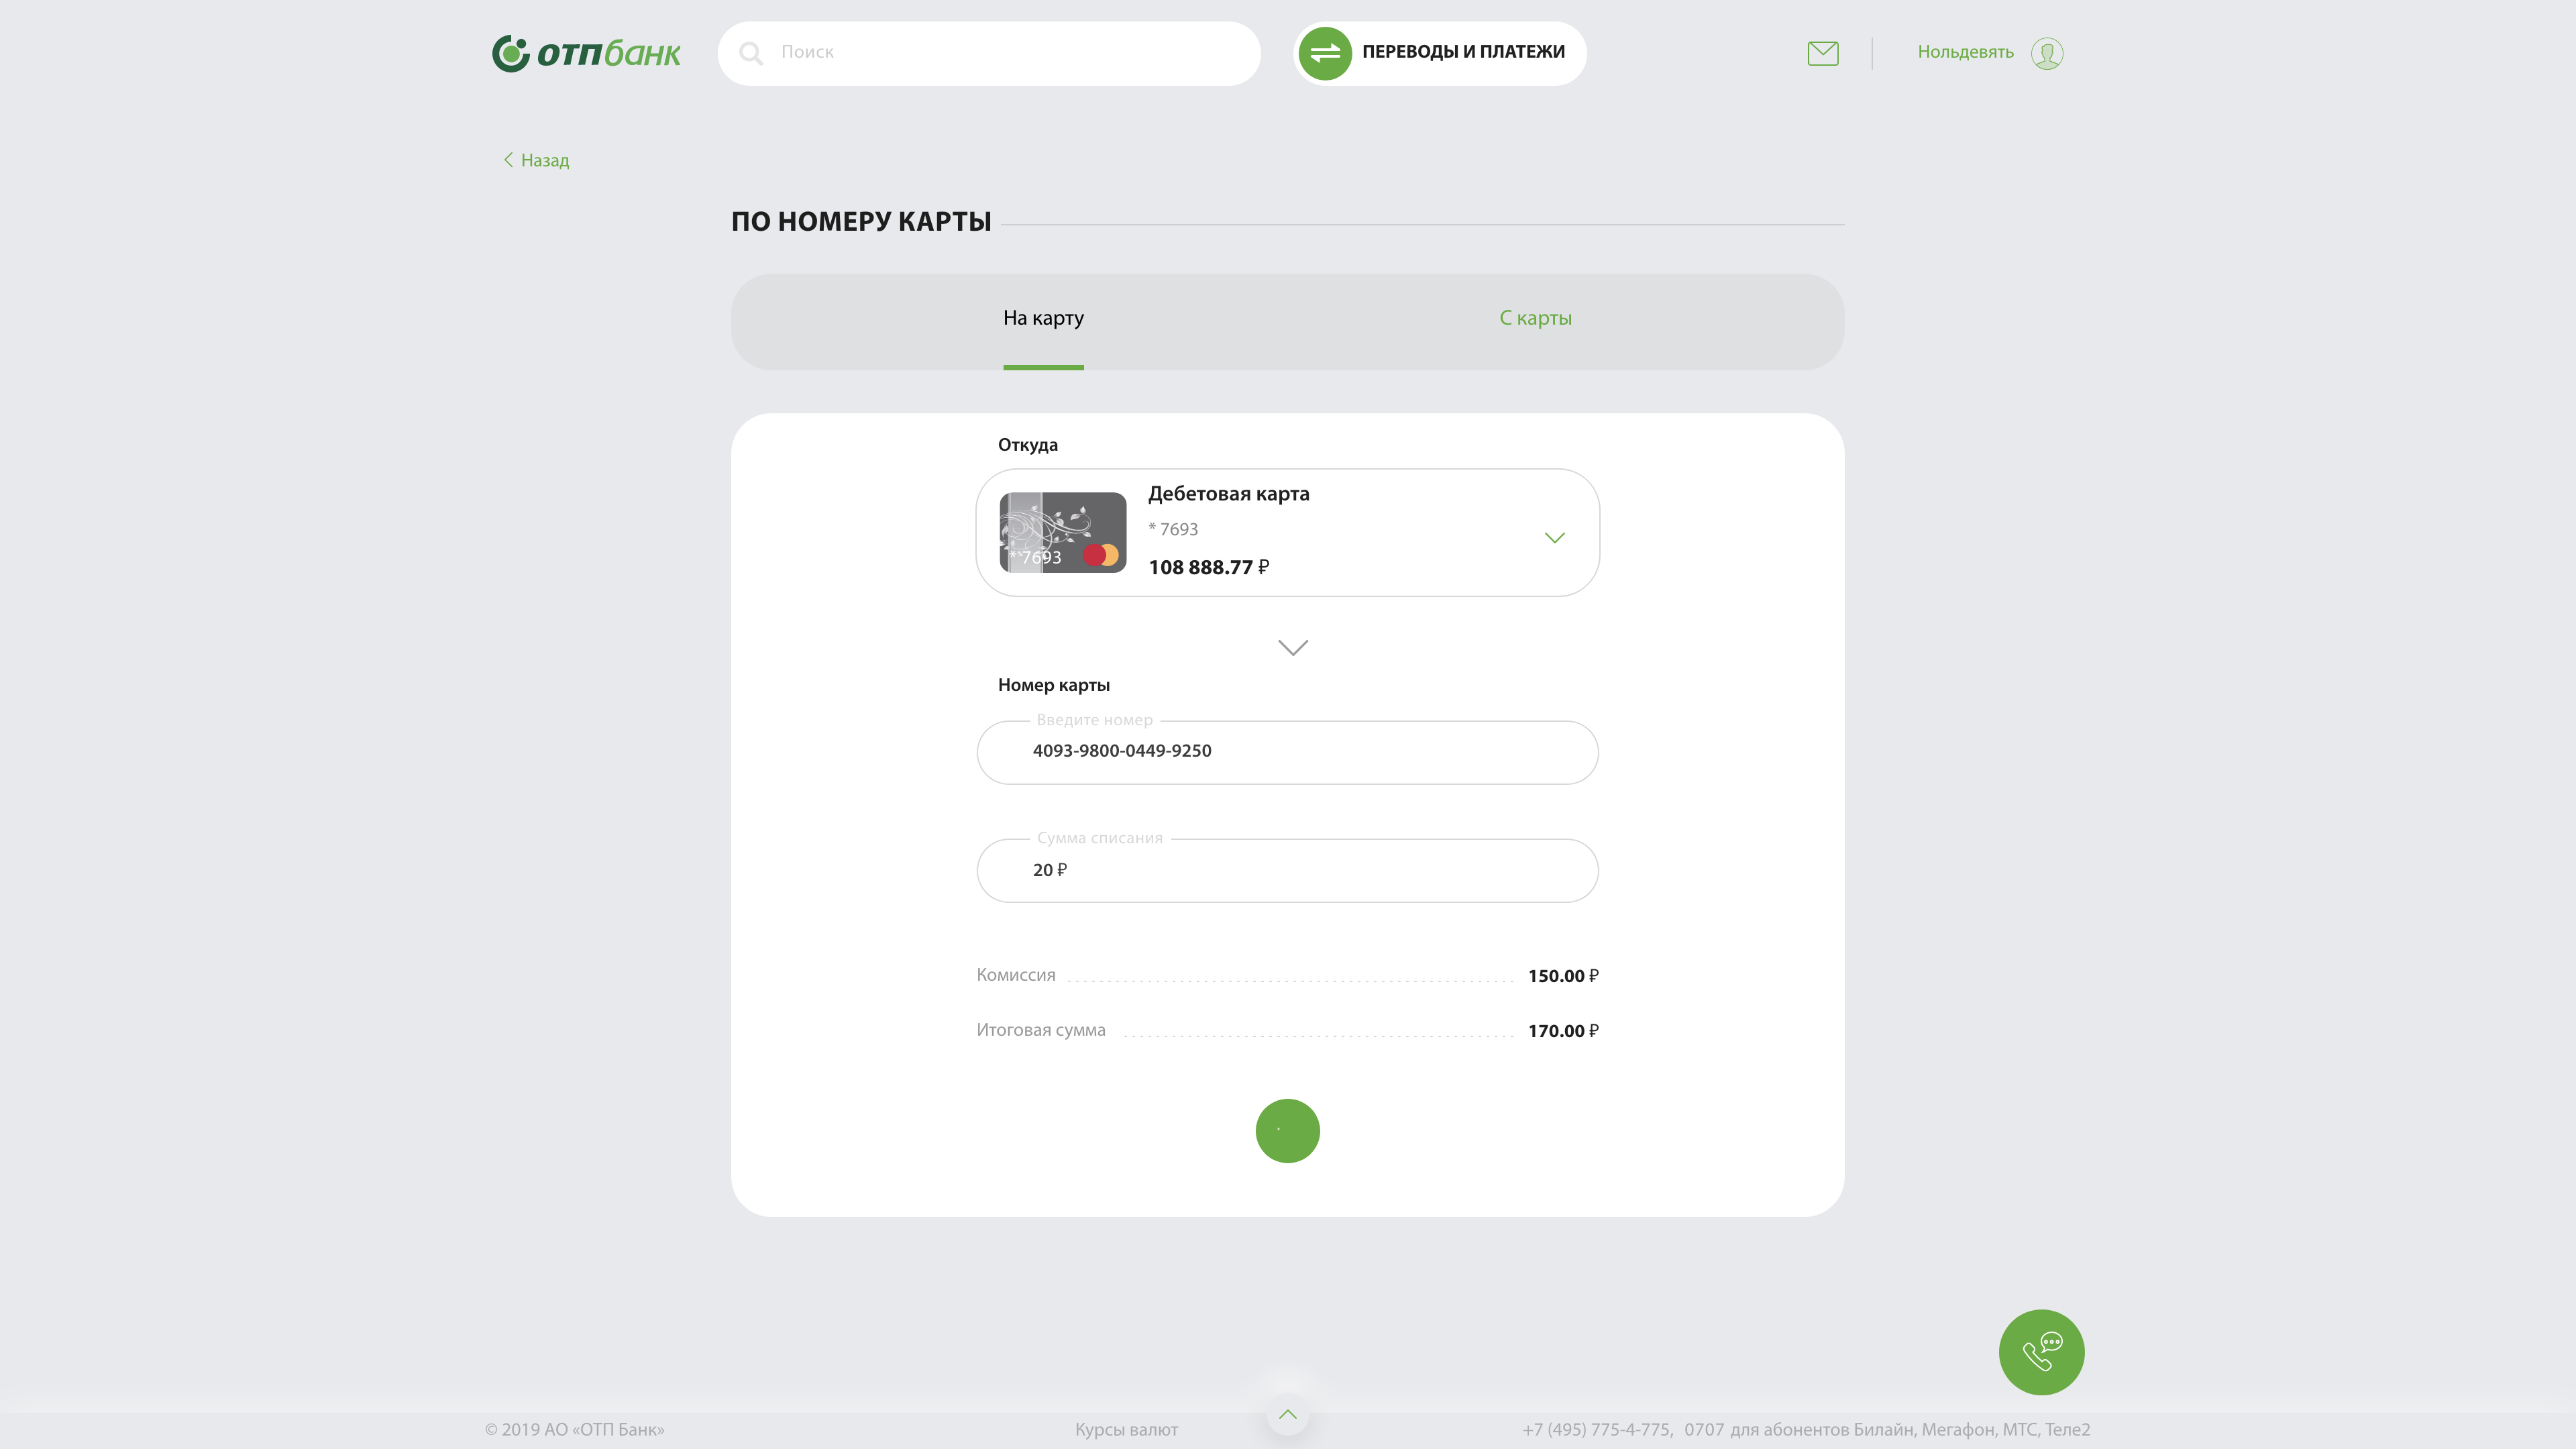 отпбанк
Поиск
ПЕРЕВОДЫ И ПЛАТЕЖИ
Нольдевять
Назад
ПО НОМЕРУ КАРТЫ
На карту
С карты
Откуда
Дебетовая карта
* 7693
* 7693
108 888.77 ₽
Номер карты
Введите номер
4093-9800-0449-9250
Сумма списания
20 ₽
Комиссия 150.00 ₽
Итоговая сумма 170.00 ₽
© 2019 АО «ОТП Банк»
Курсы валют
+7 (495) 775-4-775, 0707 для абонентов Билайн, Мегафон, МТС, Теле2